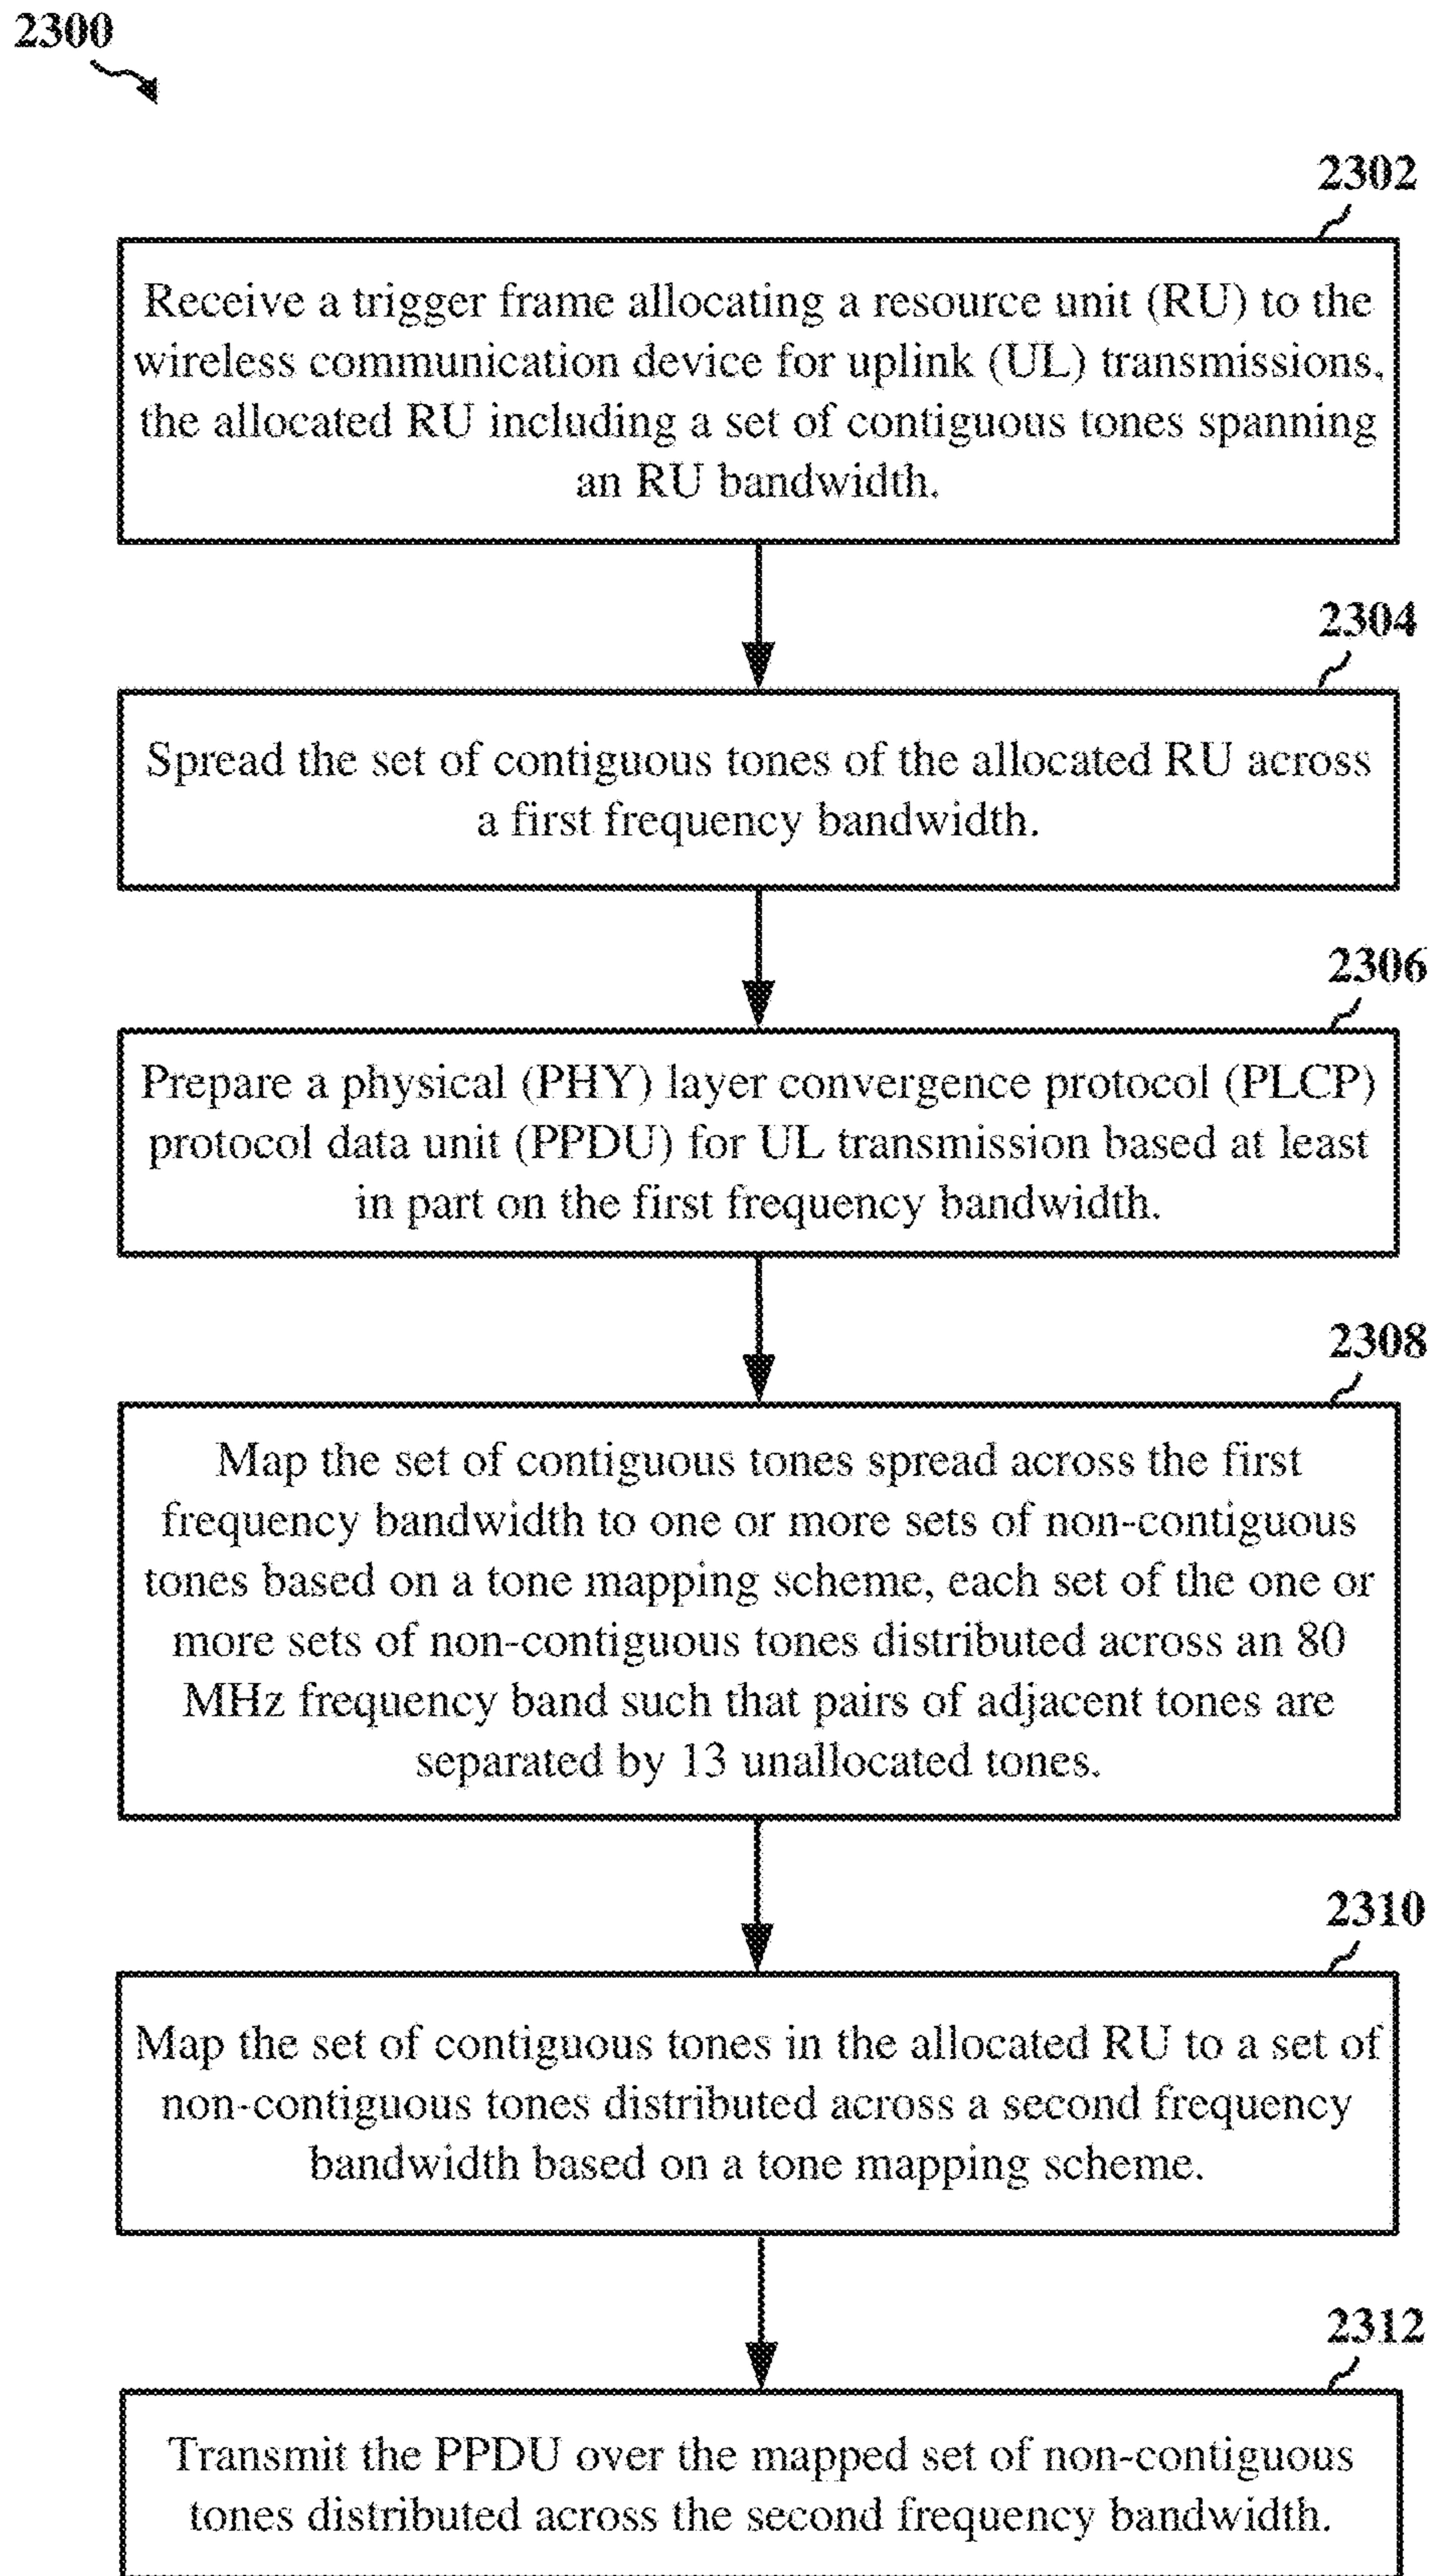 2300
2302
Receive a trigger frame allocating a resource unit (RU) to the
wireless communication device for uplink (UL) transmissions,
the allocated RU including a set of contiguous tones spanning
an RU bandwidth.
2304
Spread the set of contiguous tones of the allocated RU across
a first frequency bandwidth.
2306
Prepare a physical (PHY) layer convergence protocol (PLCP)
protocol data unit (PPDU) for UL transmission based at least
in part on the first frequency bandwidth.
2308
Map the set of contiguous tones spread across the first
frequency bandwidth to one or more sets of non-contiguous
tones based on a tone mapping scheme, each set of the one or
more sets of non-contiguous tones distributed across an 80
MHz frequency band such that pairs of adjacent tones are
separated by 13 unallocated tones.
2310
Map the set of contiguous tones in the allocated RU to a set of
non-contiguous tones distributed across a second frequency
bandwidth based on a tone mapping scheme.
2312
Transmit the PPDU over the mapped set of non-contiguous
tones distributed across the second frequency bandwidth.